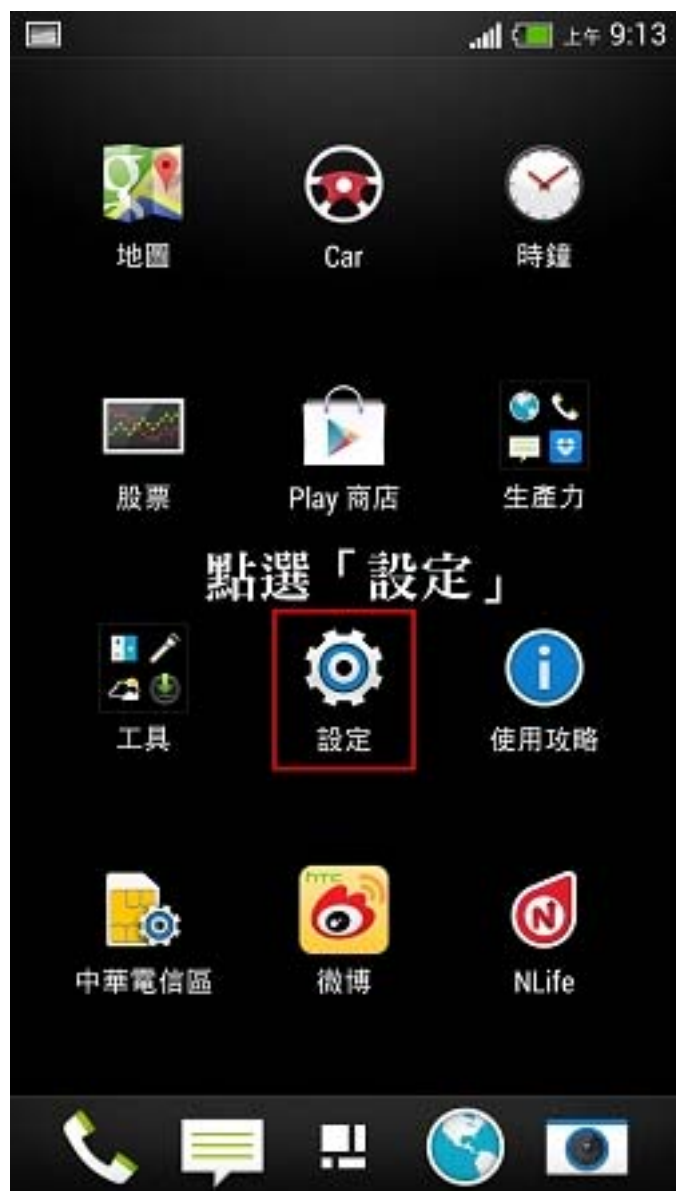 上午 9:13
地圖 Car 時鐘
股票 Play 商店 生產力
點選「設定」
工具 設定 使用攻略
htc
中華電信區 微博 NLife